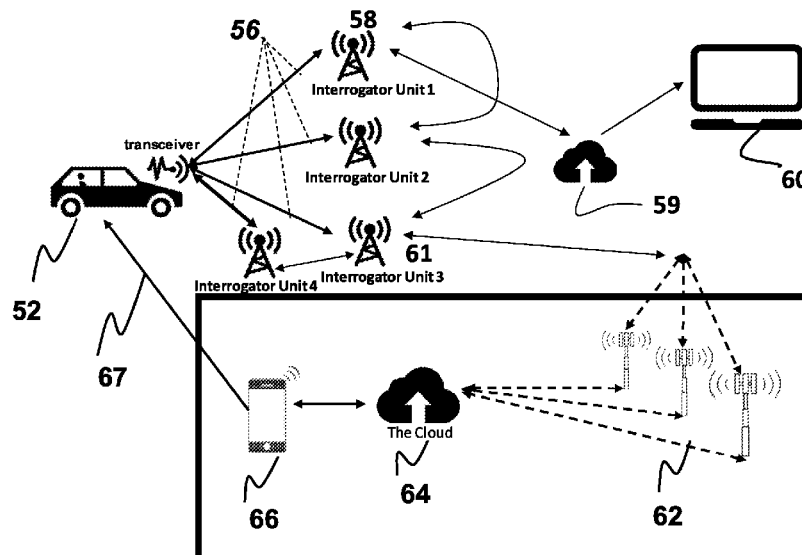 58
56
Interrogator Unit 1
transceiver
Interrogator Unit 2
60
59
61
Interrogator Unit 3
Interrogator Unit 4
52
67
The Cloud
66
64
62